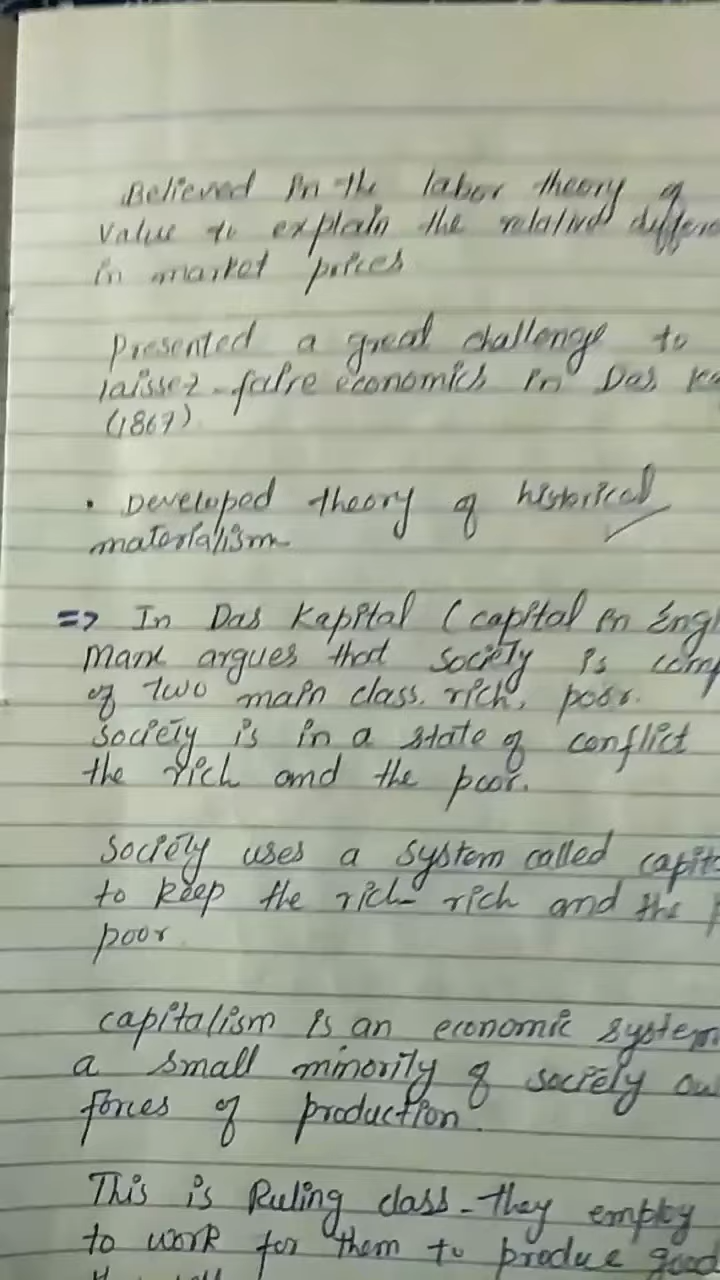 Believed in the labor theory of
value to explain the relative
in market prices
Presented a great challenge to
laissez-faire economics in Das
(1867)
• Developed theory of historical
materialism
=> In Das Kapital (capital in
Marx argues that society is
of two main class. rich, poor.
society is in a state of conflict
the rich and the poor.
society uses a system called
to keep the rich rich and the
poor
capitalism is an economic system
a small minority of society
forces of production.
This is Ruling class - they employ
to work for them to produce good